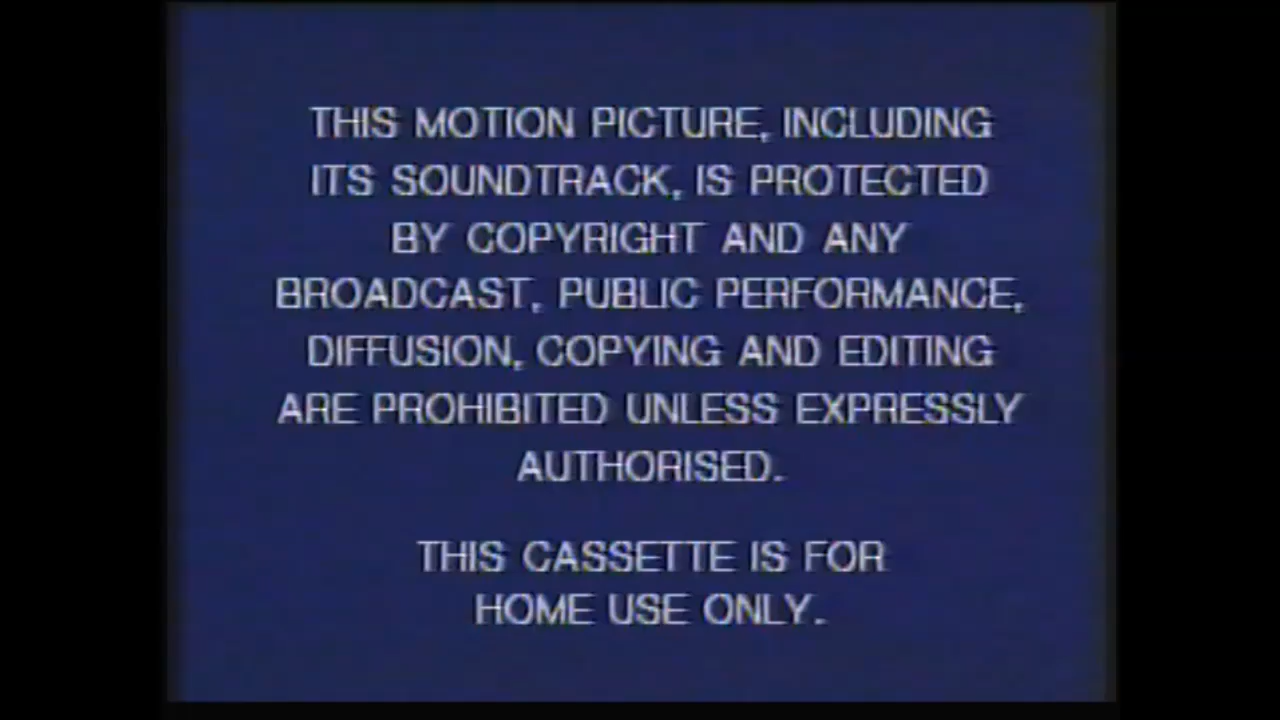 THIS MOTION PICTURE, INCLUDING
ITS SOUNDTRACK, IS PROTECTED
BY COPYRIGHT AND ANY
BROADCAST, PUBLIC PERFORMANCE,
DIFFUSION, COPYING AND EDITING
ARE PROHIBITED UNLESS EXPRESSLY
AUTHORISED.
THIS CASSETTE IS FOR
HOME USE ONLY.